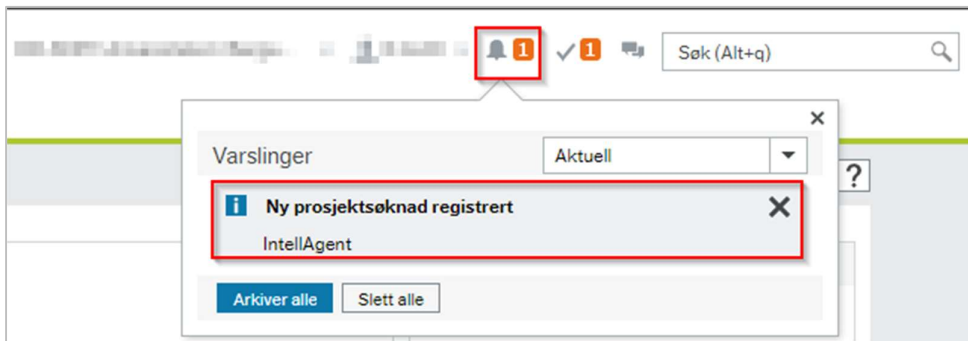 1 1 Søk (Alt+q)
Varslinger Aktuell
?
i Ny prosjektsøknad registrert
IntellAgent
Arkiver alle Slett alle